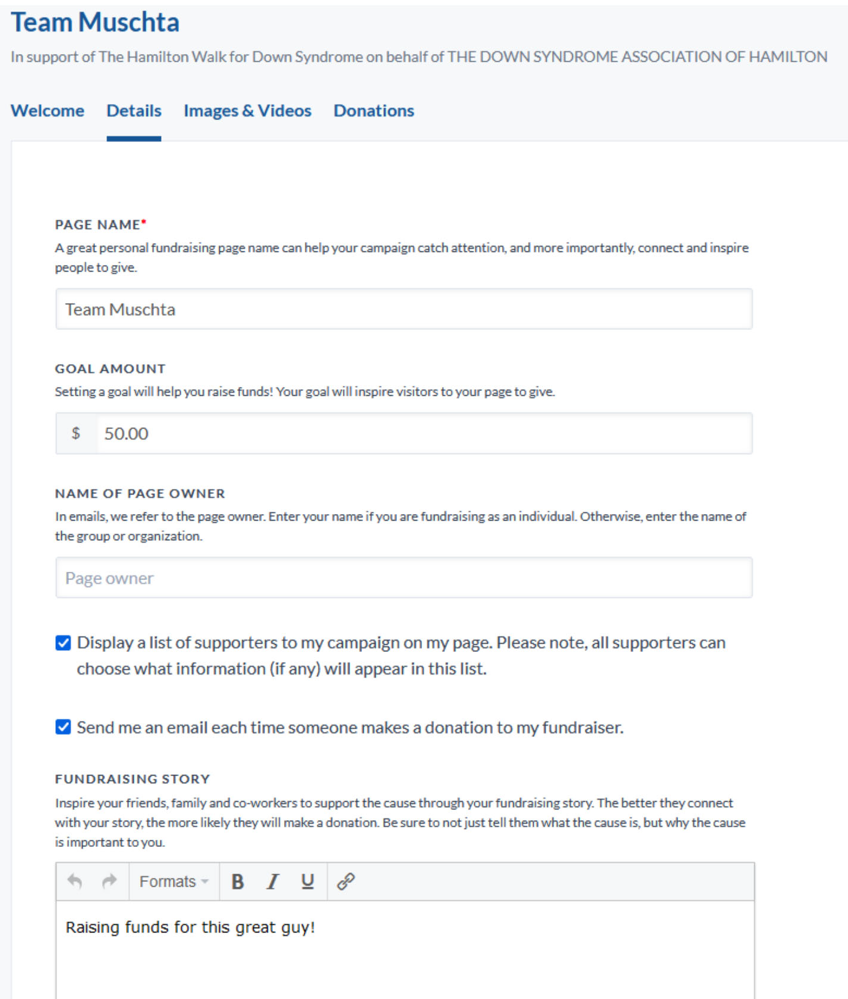 Team Muschta
In support of The Hamilton Walk for Down Syndrome on behalf of THE DOWN SYNDROME ASSOCIATION OF HAMILTON
Welcome Details Images & Videos Donations
PAGE NAME*
A great personal fundraising page name can help your campaign catch attention, and more importantly, connect and inspire
people to give.
Team Muschta
GOAL AMOUNT
Setting a goal will help you raise funds! Your goal will inspire visitors to your page to give.
$ 50.00
NAME OF PAGE OWNER
In emails, we refer to the page owner. Enter your name if you are fundraising as an individual. Otherwise, enter the name of
the group or organization.
Page owner
Display a list of supporters to my campaign on my page. Please note, all supporters can
choose what information (if any) will appear in this list.
Send me an email each time someone makes a donation to my fundraiser.
FUNDRAISING STORY
Inspire your friends, family and co-workers to support the cause through your fundraising story. The better they connect
with your story, the more likely they will make a donation. Be sure to not just tell them what the cause is, but why the cause
is important to you.
Formats B I U
Raising funds for this great guy!